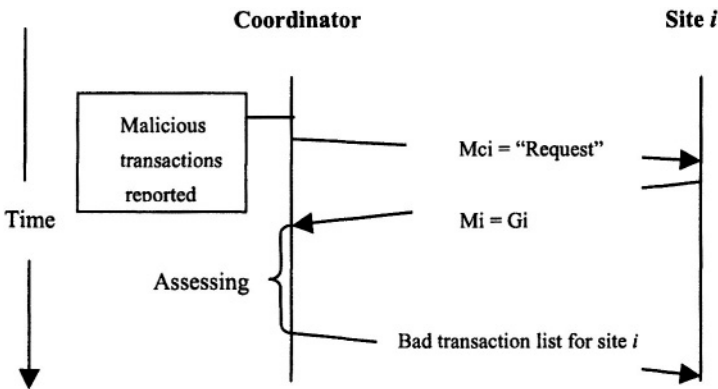 Coordinator
Site i
Malicious
transactions
reported
Mci = “Request”
Time
Mi = Gi
Assessing
Bad transaction list for site i